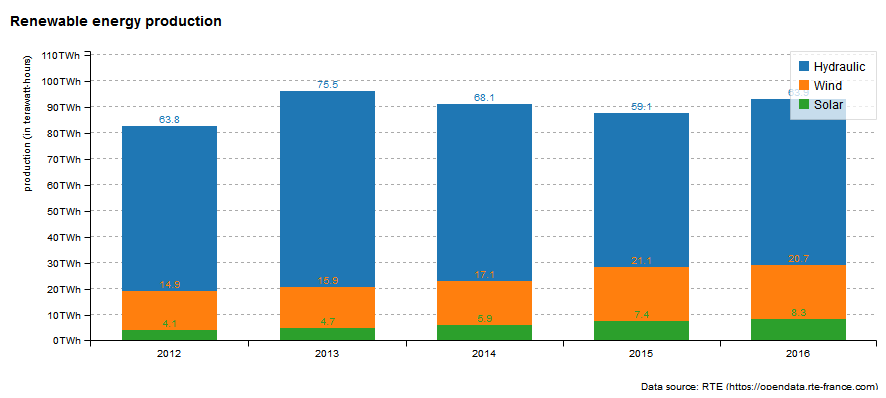 Renewable energy production
production (in terawatt-hours)
110TWh
100TWh
90TWh
80TWh
70TWh
60TWh
50TWh
40TWh
30TWh
20TWh
10TWh
0TWh
63.8
75.5
68.1
59.1
14.9
15.9
17.1
21.1
20.7
4.1
4.7
5.9
7.4
8.3
Hydraulic
Wind
Solar
2012
2013
2014
2015
2016
Data source: RTE (https://opendata.rte-france.com)